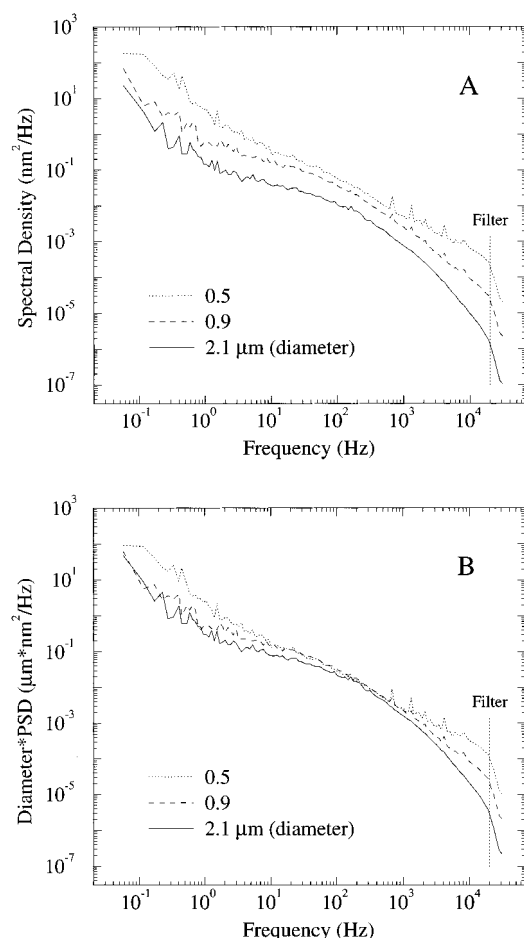 10³
10¹
10⁻¹
10⁻³
10⁻⁵
10⁻⁷
Spectral Density (nm²/Hz)
A
Filter
0.5
0.9
2.1 μm (diameter)
10⁻¹ 10⁰ 10¹ 10² 10³ 10⁴
Frequency (Hz)
10³
10¹
10⁻¹
10⁻³
10⁻⁵
10⁻⁷
Diameter*PSD (μm*nm²/Hz)
B
Filter
0.5
0.9
2.1 μm (diameter)
10⁻¹ 10⁰ 10¹ 10² 10³ 10⁴
Frequency (Hz)